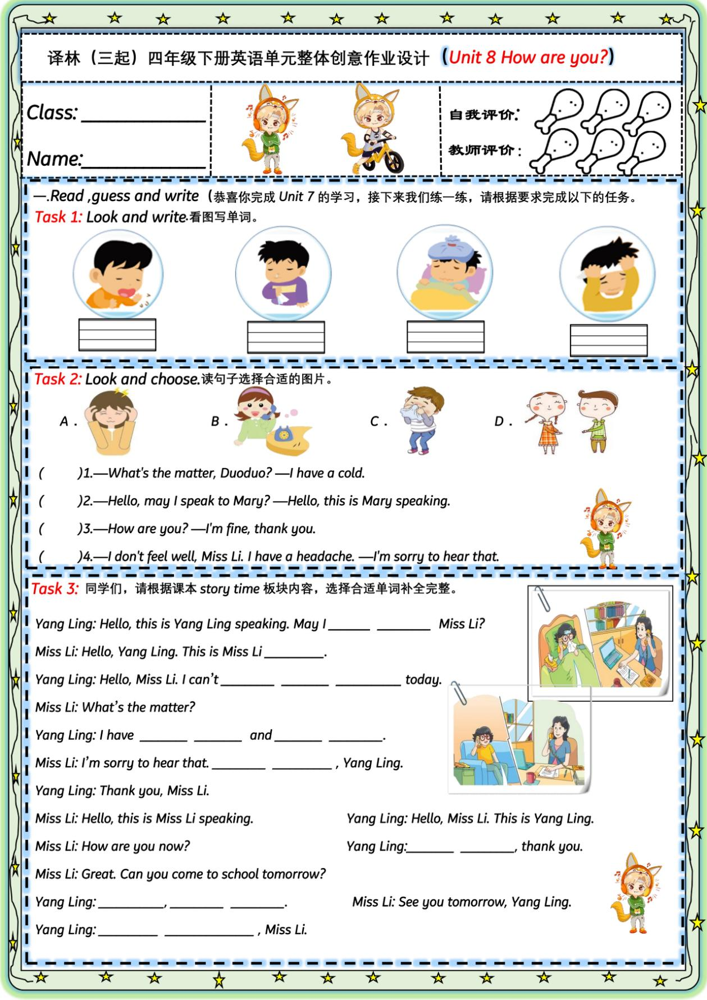 译林（三起）四年级下册英语单元整体创意作业设计（Unit 8 How are you?）
Class: ______________
Name: ______________
自我评价：
教师评价：
一.Read ,guess and write（恭喜你完成 Unit 7 的学习，接下来我们练一练，请根据要求完成以下的任务。
Task 1: Look and write.看图写单词。
Task 2: Look and choose.读句子选择合适的图片。
A． B． C． D．
(      )1.—What's the matter, Duoduo? —I have a cold.
(      )2.—Hello, may I speak to Mary? —Hello, this is Mary speaking.
(      )3.—How are you? —I'm fine, thank you.
(      )4.—I don't feel well, Miss Li. I have a headache. —I'm sorry to hear that.
Task 3: 同学们，请根据课本 story time 板块内容，选择合适单词补全完整。
Yang Ling: Hello, this is Yang Ling speaking. May I _______ _________ Miss Li?
Miss Li: Hello, Yang Ling. This is Miss Li __________.
Yang Ling: Hello, Miss Li. I can’t _________ ________ ___________ today.
Miss Li: What’s the matter?
Yang Ling: I have ________ ________ and ________ _________.
Miss Li: I’m sorry to hear that. _________ __________ , Yang Ling.
Yang Ling: Thank you, Miss Li.
Miss Li: Hello, this is Miss Li speaking. Yang Ling: Hello, Miss Li. This is Yang Ling.
Miss Li: How are you now? Yang Ling:________ _________, thank you.
Miss Li: Great. Can you come to school tomorrow?
Yang Ling: ___________, _________ _________. Miss Li: See you tomorrow, Yang Ling.
Yang Ling: __________ _______________ , Miss Li.